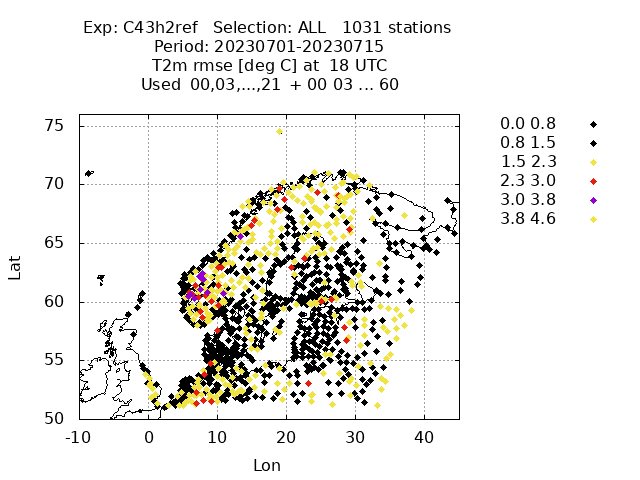 Exp: C43h2ref   Selection: ALL   1031 stations
Period: 20230701-20230715
T2m rmse [deg C] at  18 UTC
Used  00,03,...,21  + 00 03 ... 60
0.0 0.8
0.8 1.5
1.5 2.3
2.3 3.0
3.0 3.8
3.8 4.6
75
70
65
60
55
50
Lat
-10 0 10 20 30 40
Lon